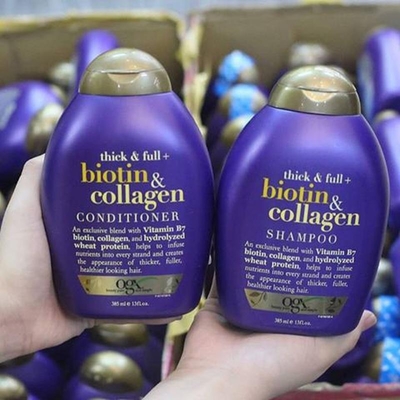 thick & full+
biotin &
collagen
CONDITIONER
An exclusive blend with Vitamin B7
biotin, collagen, and hydrolyzed
wheat protein, helps to infuse
nutrients into every strand and creates
the appearance of thicker, fuller,
healthier looking hair.
ogx
385 ml e 13 fl oz.
thick & full+
biotin &
collagen
SHAMPOO
An exclusive blend with Vitamin B7
biotin, collagen, and hydrolyzed
wheat protein, helps to infuse
nutrients into every strand and creates
the appearance of thicker, fuller,
healthier looking hair.
ogx
385 ml e 13 fl oz.